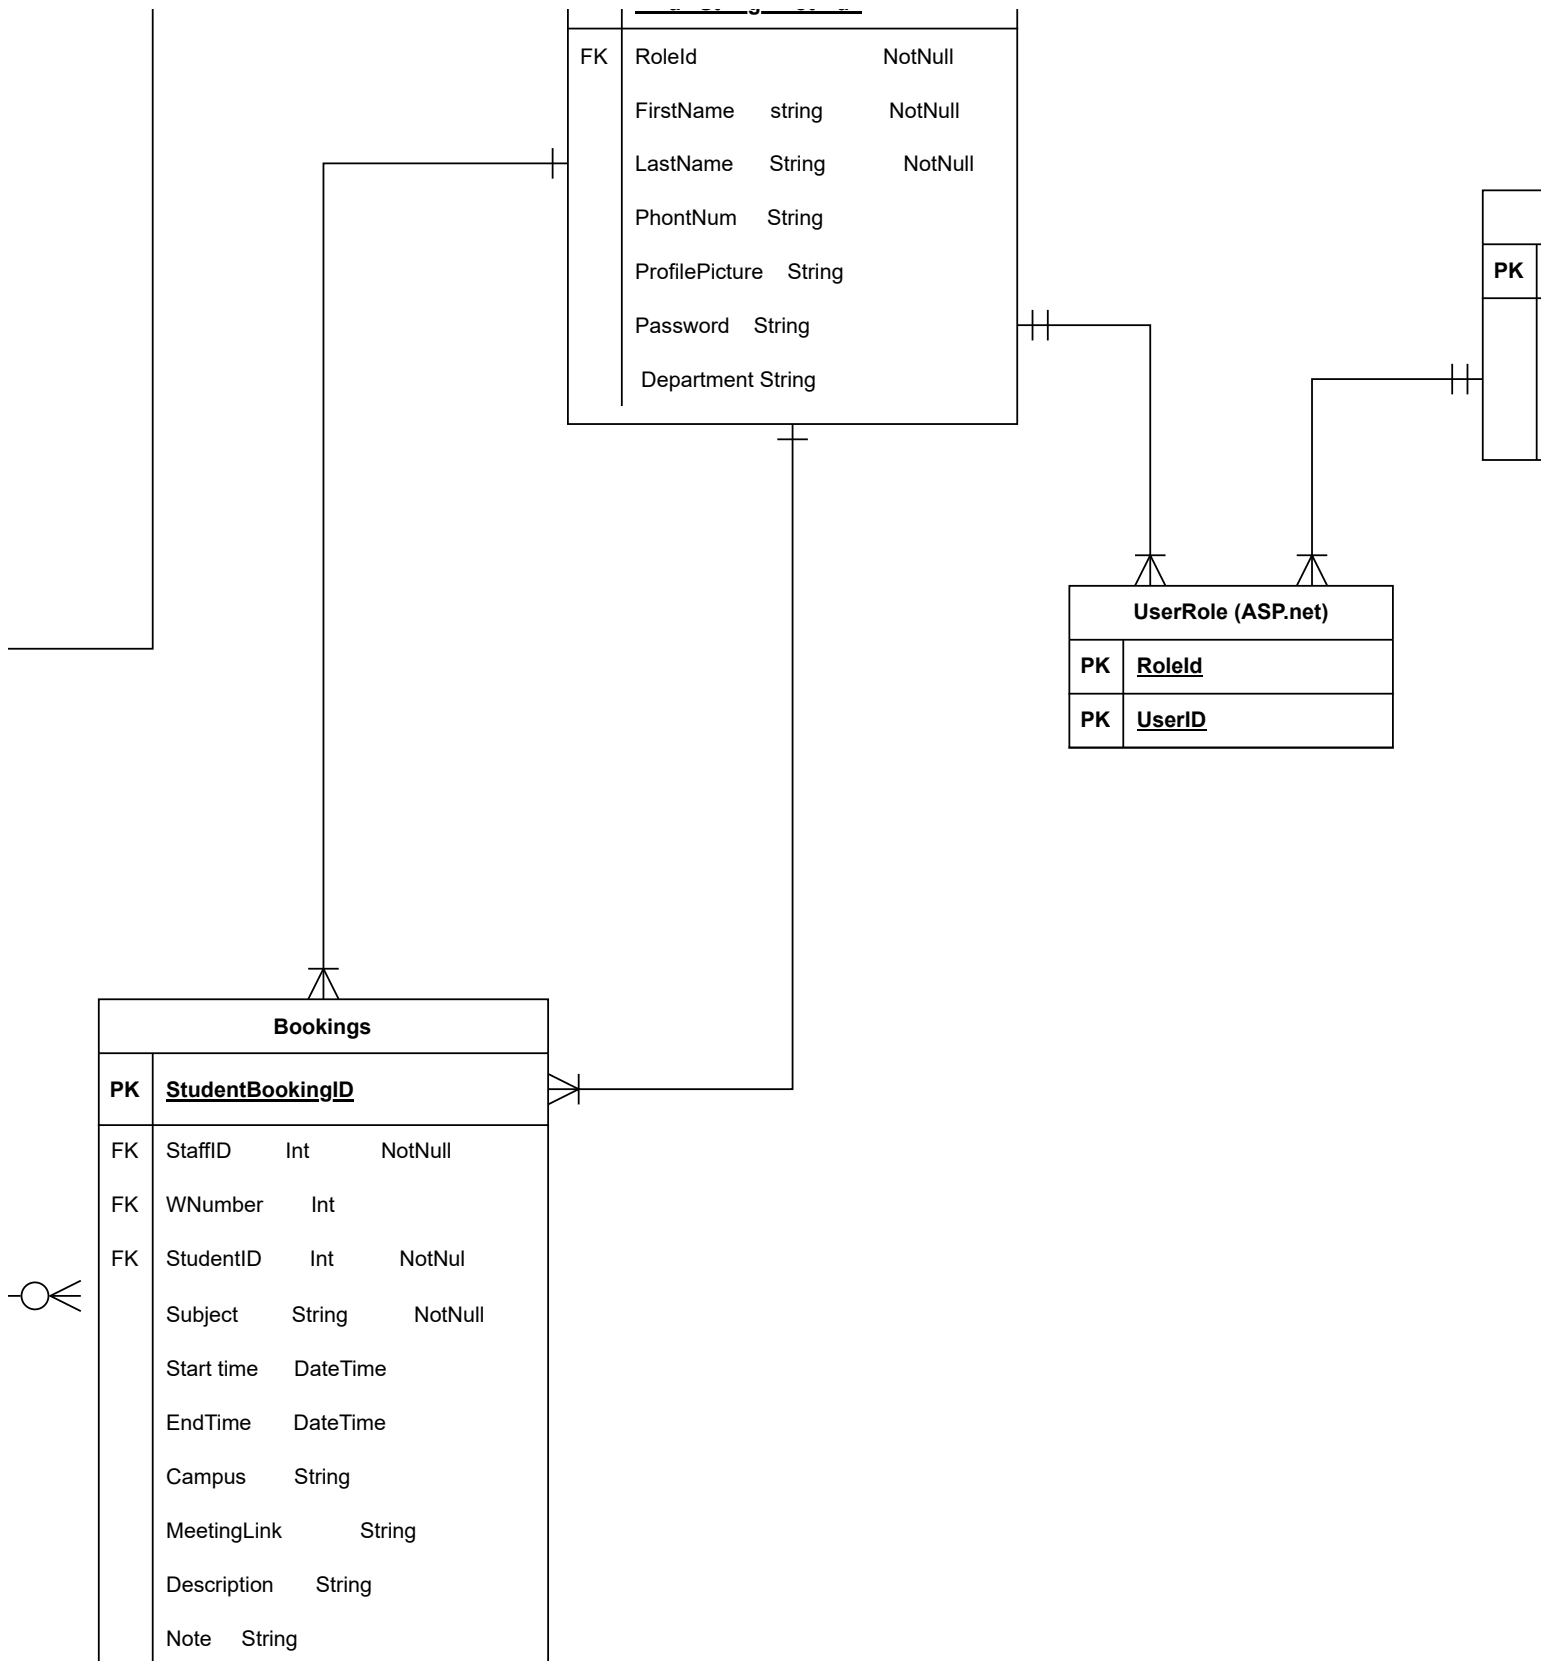 FK RoleId NotNull
FirstName string NotNull
LastName String NotNull
PhontNum String
ProfilePicture String
Password String
Department String
PK
UserRole (ASP.net)
PK RoleId
PK UserID
Bookings
PK StudentBookingID
FK StaffID Int NotNull
FK WNumber Int
FK StudentID Int NotNul
Subject String NotNull
Start time DateTime
EndTime DateTime
Campus String
MeetingLink String
Description String
Note String